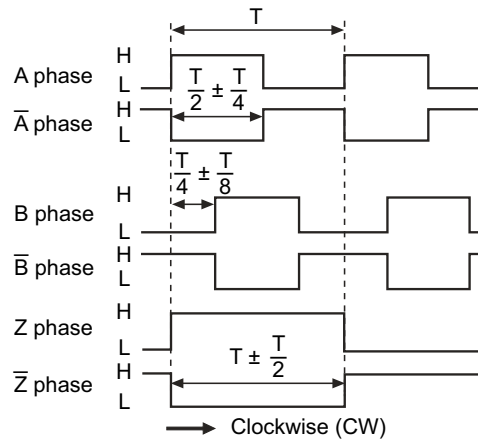 T
A phase H
L
T/2 ± T/4
A̅ phase H
L
T/4 ± T/8
B phase H
L
B̅ phase H
L
Z phase H
L
T ± T/2
Z̅ phase H
L
Clockwise (CW)